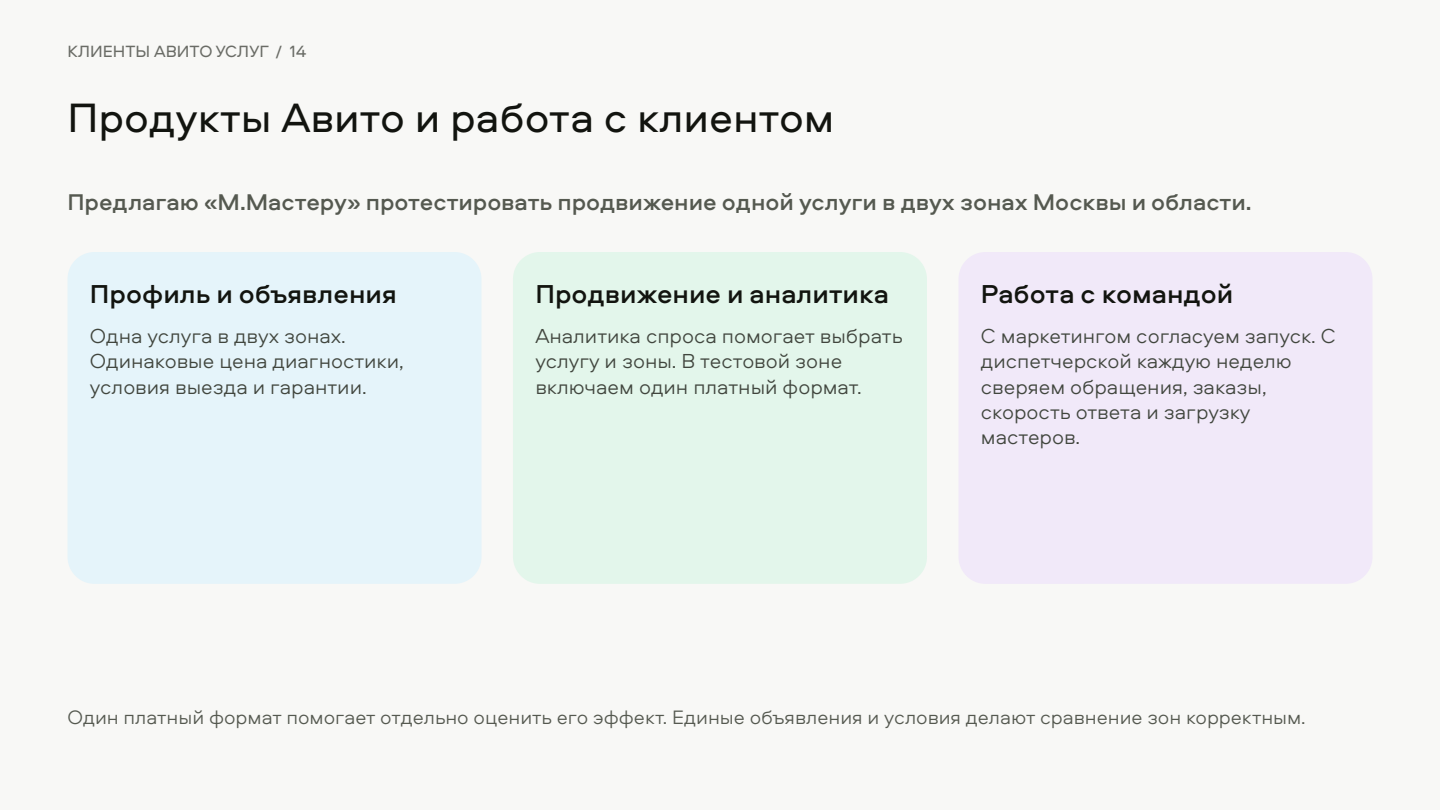 КЛИЕНТЫ АВИТО УСЛУГ / 14
Продукты Авито и работа с клиентом
Предлагаю «М.Мастеру» протестировать продвижение одной услуги в двух зонах Москвы и области.
Профиль и объявления
Одна услуга в двух зонах.
Одинаковые цена диагностики,
условия выезда и гарантии.
Продвижение и аналитика
Аналитика спроса помогает выбрать
услугу и зоны. В тестовой зоне
включаем один платный формат.
Работа с командой
С маркетингом согласуем запуск. С
диспетчерской каждую неделю
сверяем обращения, заказы,
скорость ответа и загрузку
мастеров.
Один платный формат помогает отдельно оценить его эффект. Единые объявления и условия делают сравнение зон корректным.